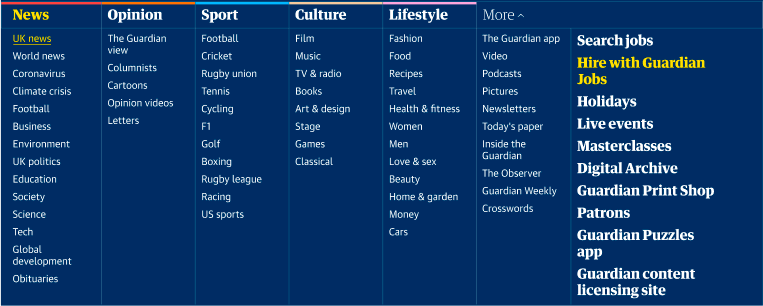 News
UK news
World news
Coronavirus
Climate crisis
Football
Business
Environment
UK politics
Education
Society
Science
Tech
Global
development
Obituaries
Opinion
The Guardian
view
Columnists
Cartoons
Opinion videos
Letters
Sport
Football
Cricket
Rugby union
Tennis
Cycling
F1
Golf
Boxing
Rugby league
Racing
US sports
Culture
Film
Music
TV & radio
Books
Art & design
Stage
Games
Classical
Lifestyle
Fashion
Food
Recipes
Travel
Health & fitness
Women
Men
Love & sex
Beauty
Home & garden
Money
Cars
More
The Guardian app
Video
Podcasts
Pictures
Newsletters
Today's paper
Inside the
Guardian
The Observer
Guardian Weekly
Crosswords
Search jobs
Hire with Guardian
Jobs
Holidays
Live events
Masterclasses
Digital Archive
Guardian Print Shop
Patrons
Guardian Puzzles
app
Guardian content
licensing site